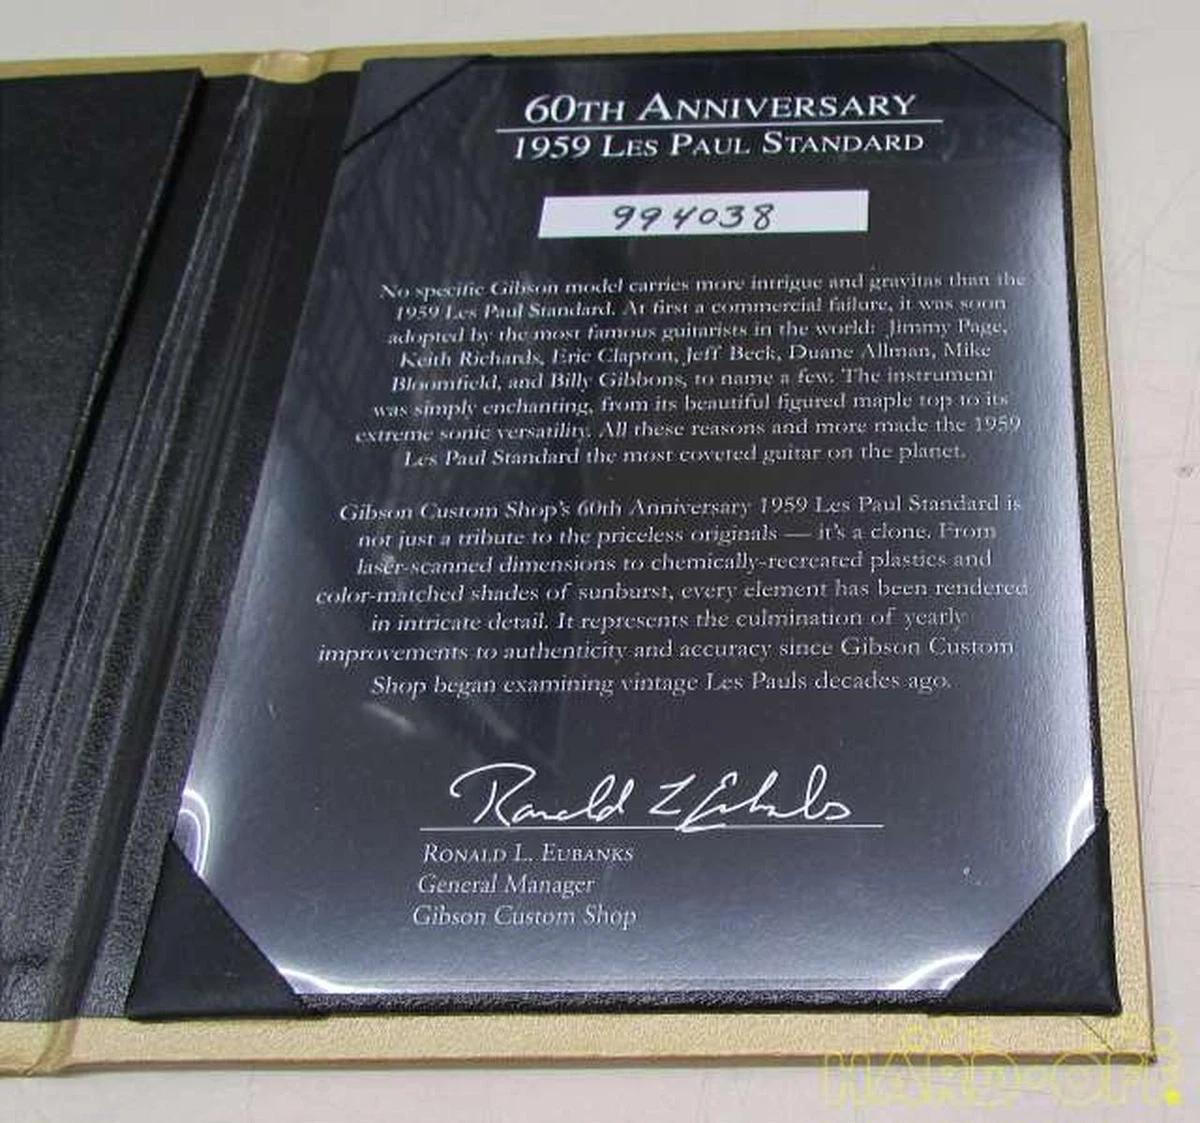 60TH ANNIVERSARY
1959 LES PAUL STANDARD
994038
No specific Gibson model carries more intrigue and gravitas than the
1959 Les Paul Standard. At first a commercial failure, it was soon
adopted by the most famous guitarists in the world: Jimmy Page,
Keith Richards, Eric Clapton, Jeff Beck, Duane Allman, Mike
Bloomfield, and Billy Gibbons, to name a few. The instrument
was simply enchanting, from its beautiful figured maple top to its
extreme sonic versatility. All these reasons and more made the 1959
Les Paul Standard the most coveted guitar on the planet.
Gibson Custom Shop's 60th Anniversary 1959 Les Paul Standard is
not just a tribute to the priceless originals — it's a clone. From
laser-scanned dimensions to chemically-recreated plastics and
color-matched shades of sunburst, every element has been rendered
in intricate detail. It represents the culmination of yearly
improvements to authenticity and accuracy since Gibson Custom
Shop began examining vintage Les Pauls decades ago.
Ronald L Eubanks
RONALD L. EUBANKS
General Manager
Gibson Custom Shop
HARD-OFF